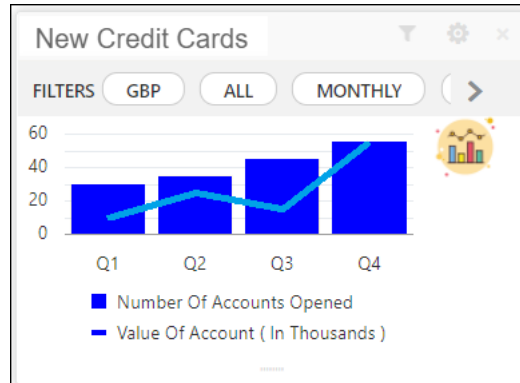 New Credit Cards
FILTERS GBP ALL MONTHLY
60
40
20
0
Q1 Q2 Q3 Q4
Number Of Accounts Opened
Value Of Account ( In Thousands )